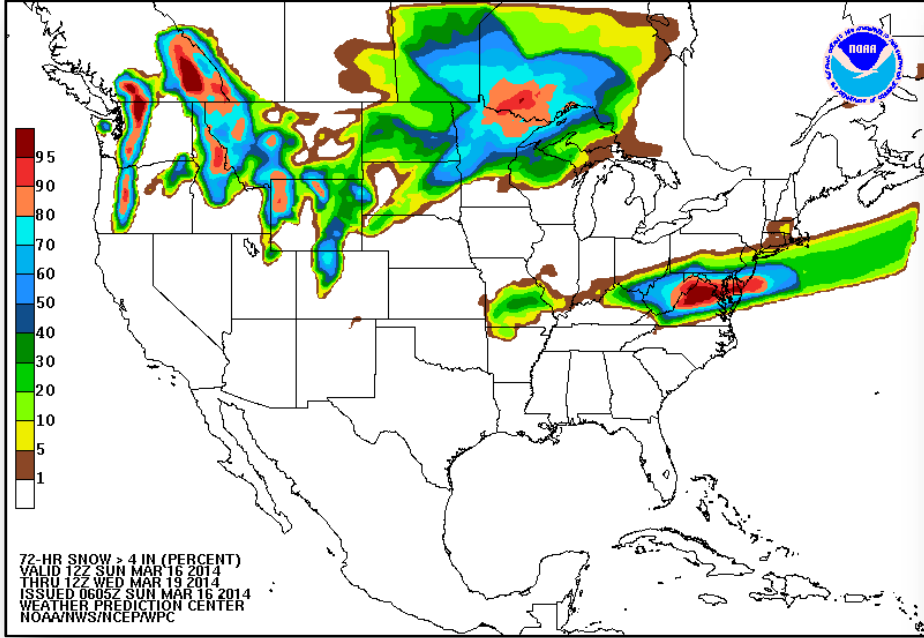 NOAA
95
90
80
70
60
50
40
30
20
10
5
1
72-HR SNOW > 4 IN (PERCENT)
VALID 12Z SUN MAR 16 2014
THRU 12Z WED MAR 19 2014
ISSUED 0605Z SUN MAR 16 2014
WEATHER PREDICTION CENTER
NOAA/NWS/NCEP/WPC